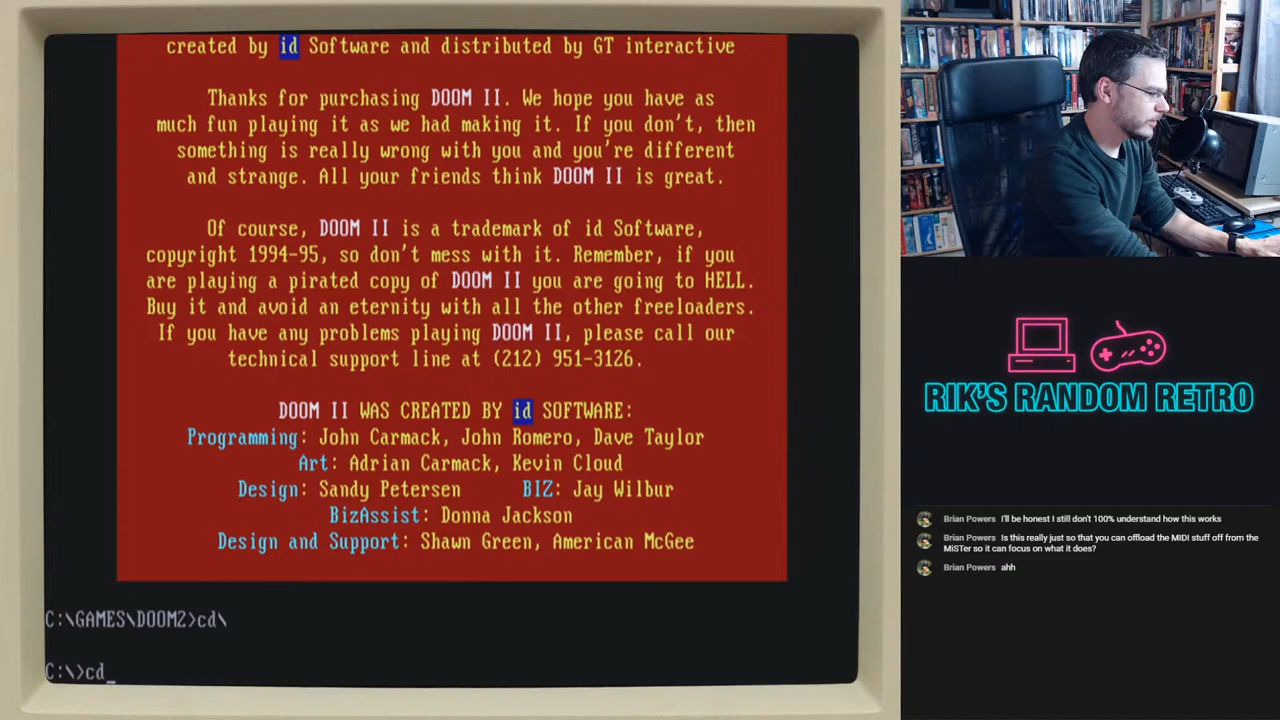 created by id Software and distributed by GT interactive
Thanks for purchasing DOOM II. We hope you have as
much fun playing it as we had making it. If you don't, then
something is really wrong with you and you're different
and strange. All your friends think DOOM II is great.
Of course, DOOM II is a trademark of id Software,
copyright 1994-95, so don't mess with it. Remember, if you
are playing a pirated copy of DOOM II you are going to HELL.
Buy it and avoid an eternity with all the other freeloaders.
If you have any problems playing DOOM II, please call our
technical support line at (212) 951-3126.
DOOM II WAS CREATED BY id SOFTWARE:
Programming: John Carmack, John Romero, Dave Taylor
Art: Adrian Carmack, Kevin Cloud
Design: Sandy Petersen BIZ: Jay Wilbur
BizAssist: Donna Jackson
Design and Support: Shawn Green, American McGee
C:\GAMES\DOOM2>cd\
C:\>cd_
RIK'S RANDOM RETRO
Brian Powers I'll be honest I still don't 100% understand how this works
Brian Powers Is this really just so that you can offload the MIDI stuff off from the
MiSTer so it can focus on what it does?
Brian Powers ahh